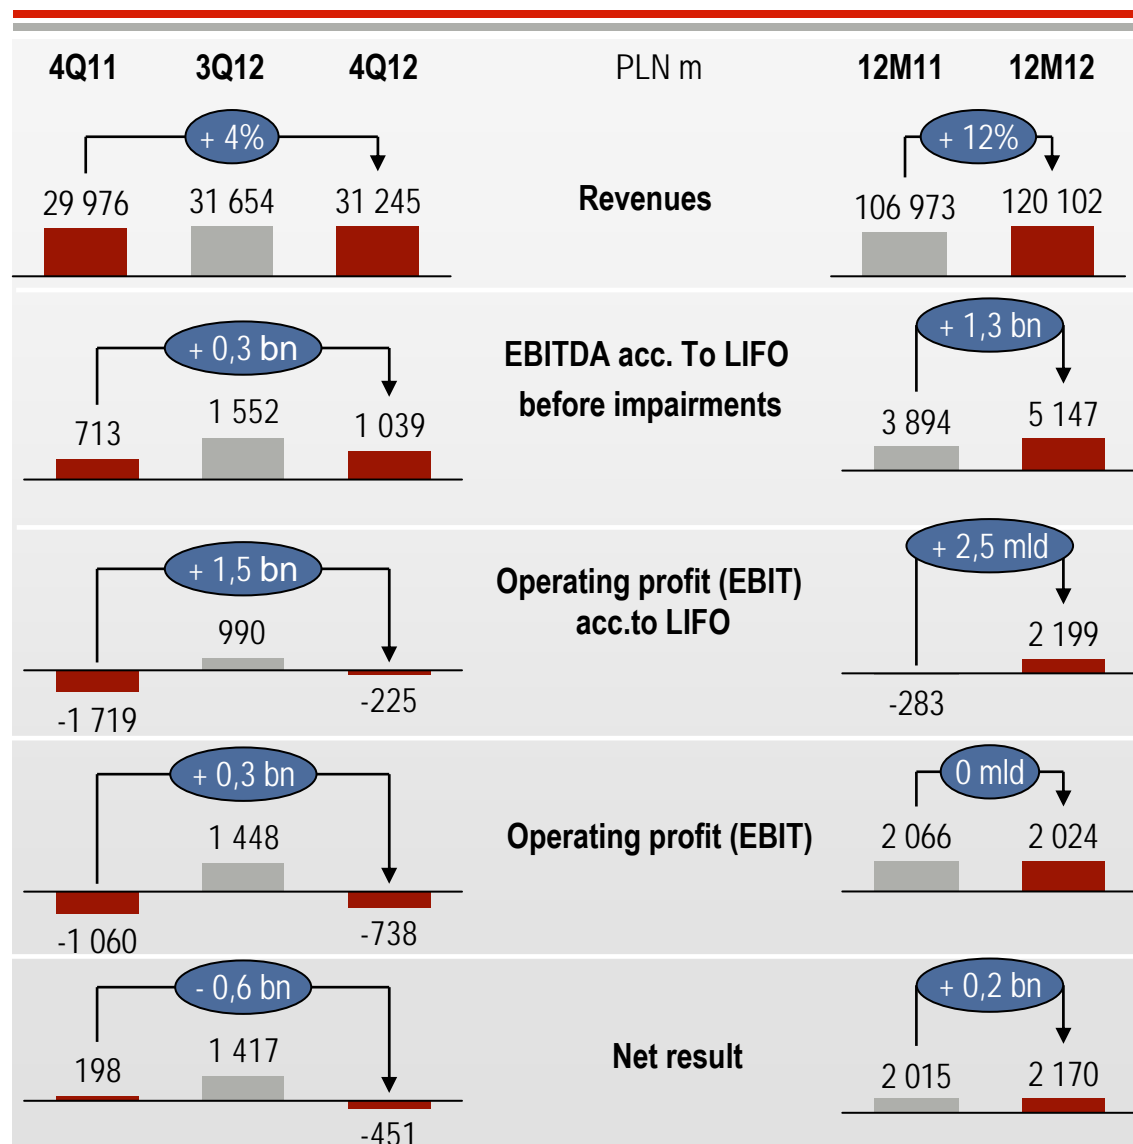 4Q11 3Q12 4Q12 PLN m 12M11 12M12
+ 4% + 12%
29 976 31 654 31 245 Revenues 106 973 120 102
+ 0,3 bn + 1,3 bn
EBITDA acc. To LIFO
before impairments
713 1 552 1 039 3 894 5 147
+ 1,5 bn + 2,5 mld
Operating profit (EBIT)
acc.to LIFO
990 2 199
-1 719 -225 -283
+ 0,3 bn 0 mld
1 448 Operating profit (EBIT) 2 066 2 024
-1 060 -738
- 0,6 bn + 0,2 bn
198 1 417 Net result 2 015 2 170
-451